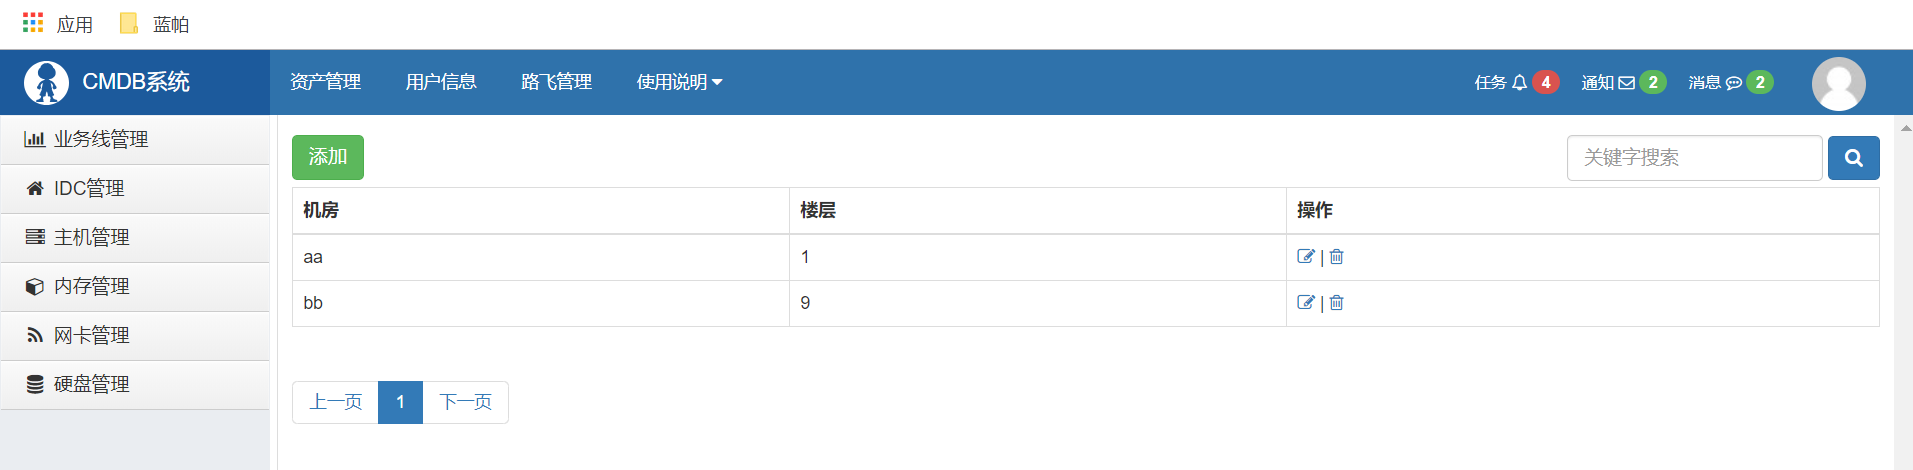 应用 蓝帕
CMDB系统 资产管理 用户信息 路飞管理 使用说明 任务 4 通知 2 消息 2
业务线管理
IDC管理
主机管理
内存管理
网卡管理
硬盘管理
添加 关键字搜索
机房 楼层 操作
aa 1 |
bb 9 |
上一页 1 下一页